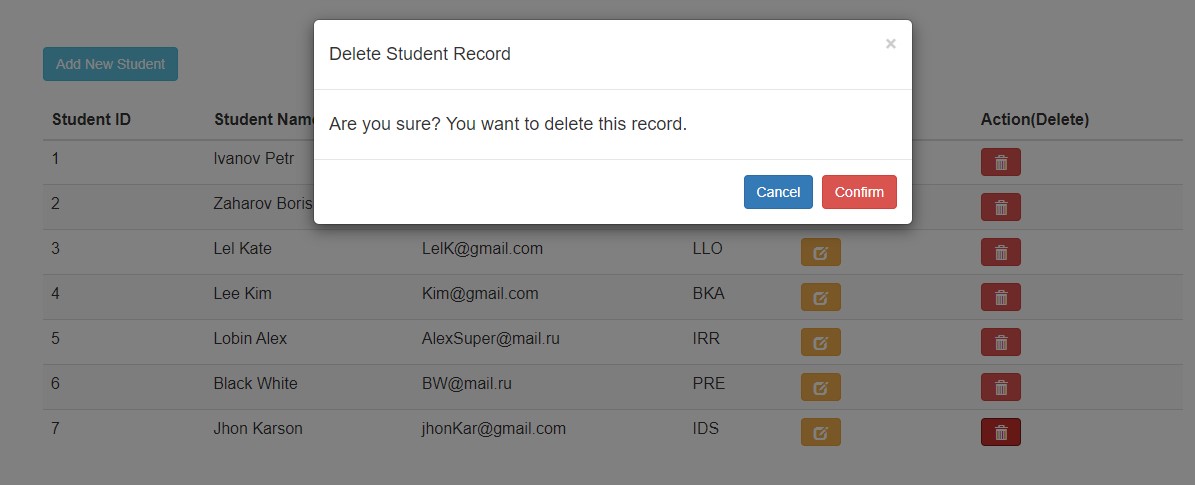 Delete Student Record
×
Add New Student
Are you sure? You want to delete this record.
Cancel Confirm
Student ID Student Name Action(Delete)
1 Ivanov Petr
2 Zaharov Boris
3 Lel Kate LelK@gmail.com LLO
4 Lee Kim Kim@gmail.com BKA
5 Lobin Alex AlexSuper@mail.ru IRR
6 Black White BW@mail.ru PRE
7 Jhon Karson jhonKar@gmail.com IDS